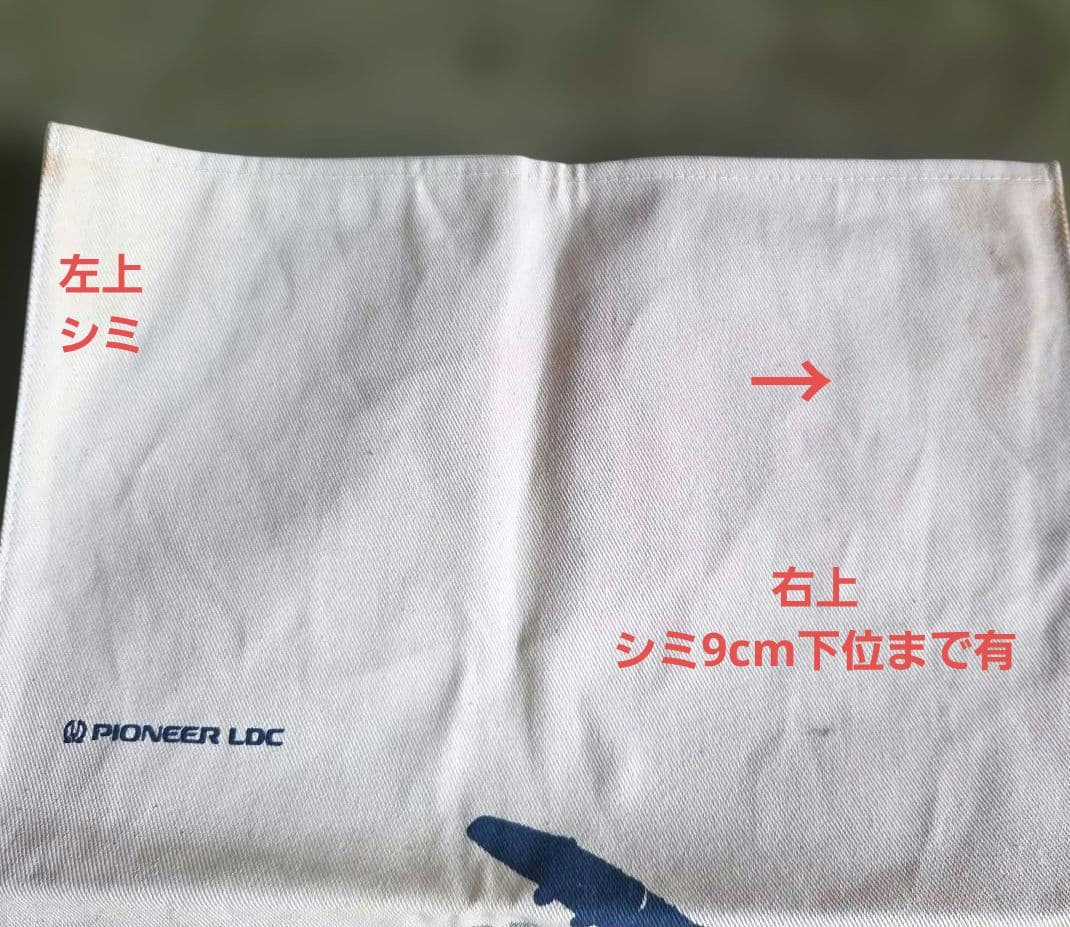 左上
シミ
→
右上
シミ9cm下位まで有
PIONEER LDC